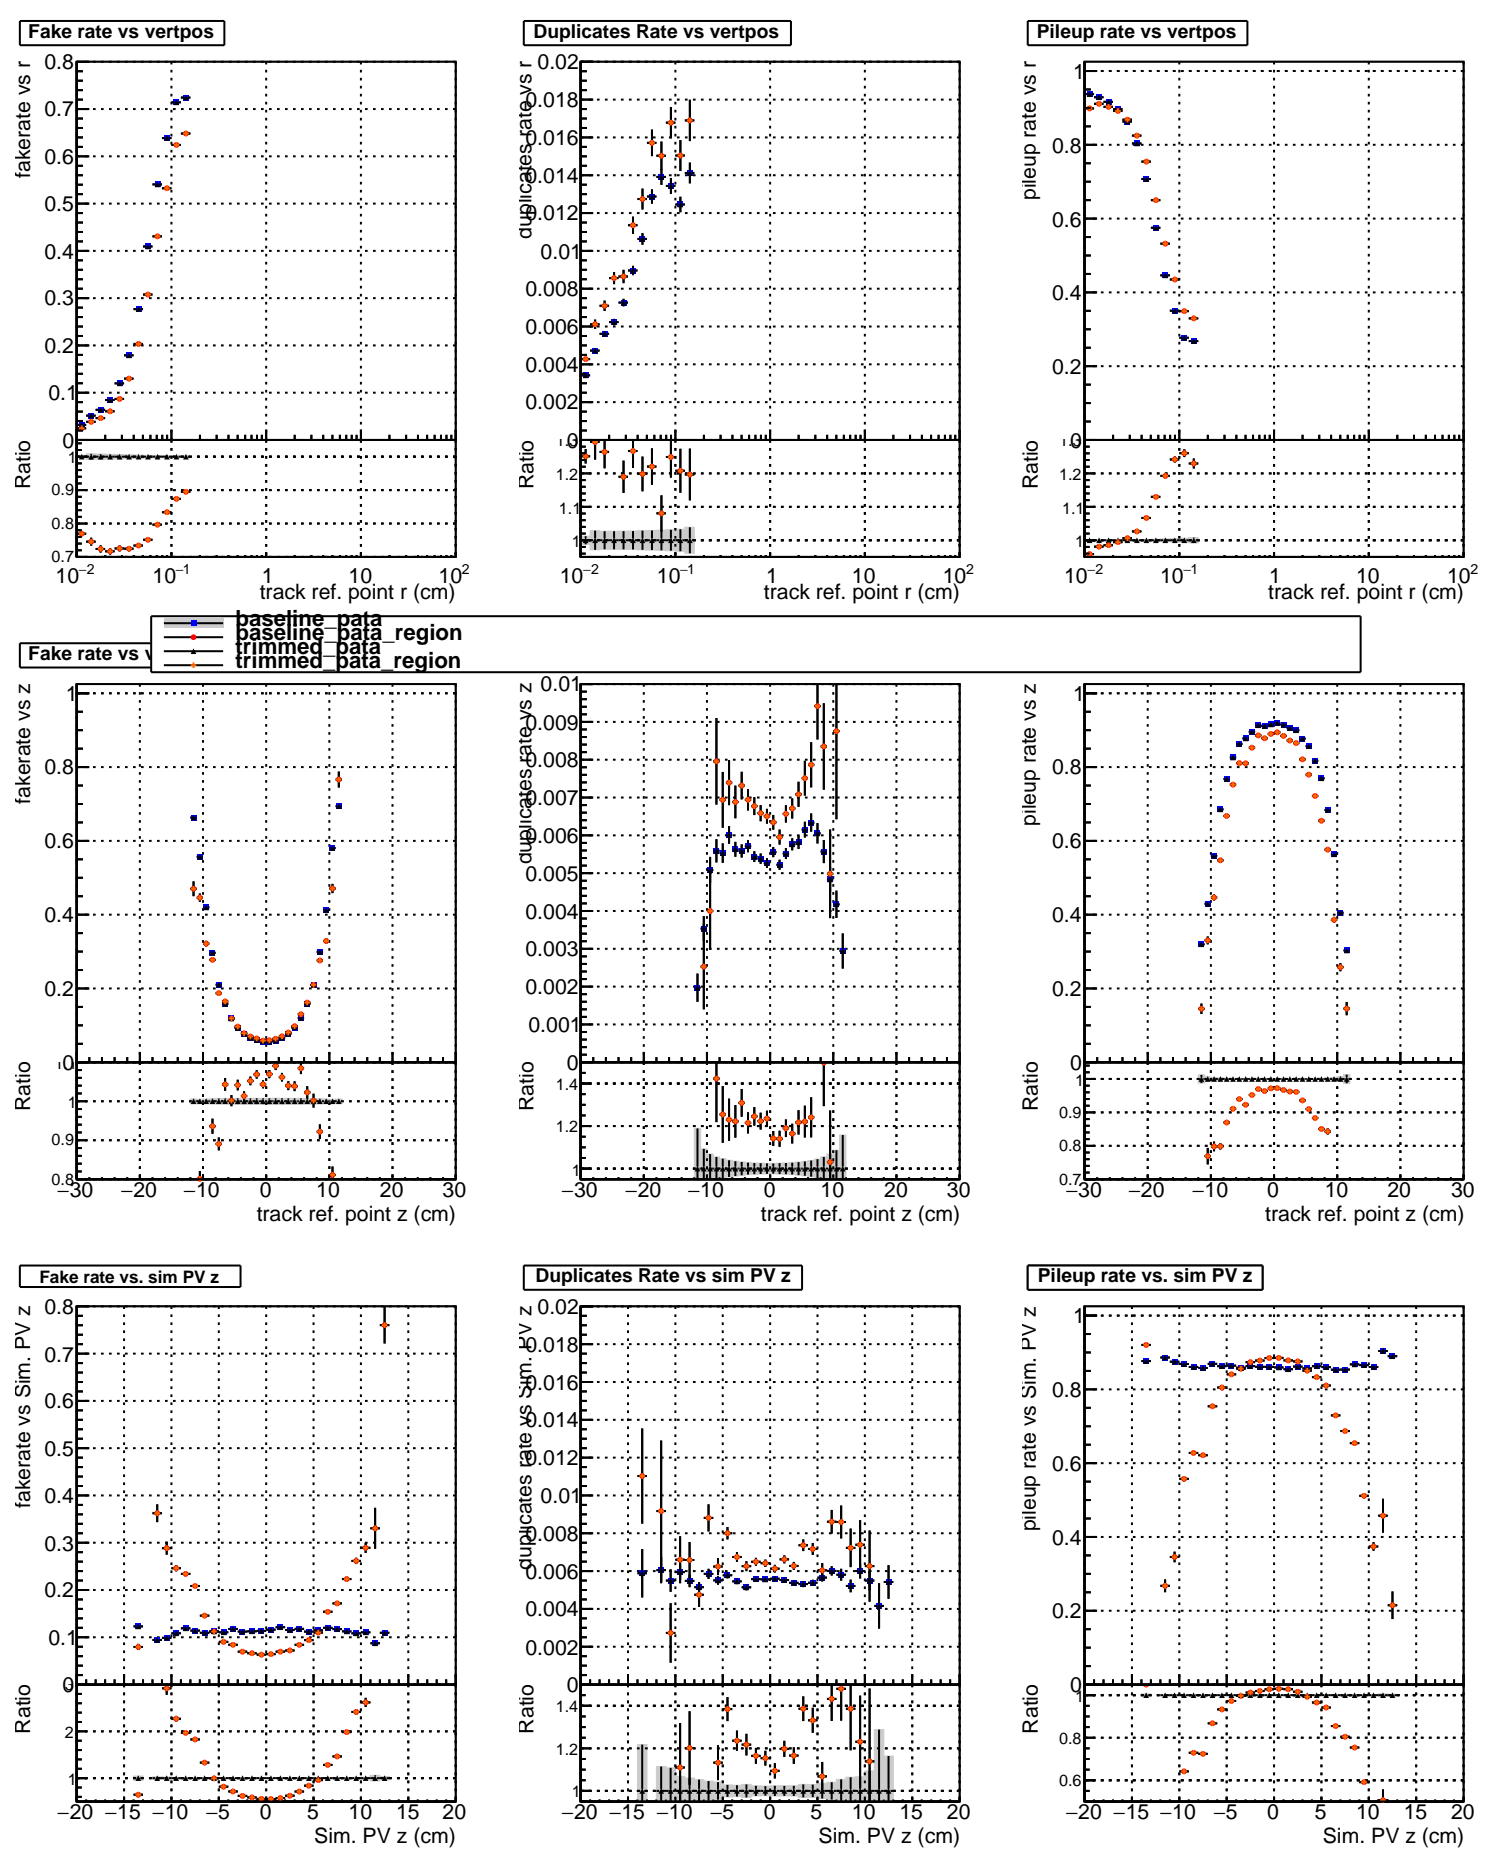 Fake rate vs vertpos
Duplicates Rate vs vertpos
Pileup rate vs vertpos
fakerate vs r
0.8
0.7
0.6
0.5
0.4
0.3
0.2
0.1
0
Ratio
1
0.9
0.8
0.7
10−2 10−1 1 10 102
track ref. point r (cm)
duplicates rate vs r
0.02
0.018
0.016
0.014
0.012
0.01
0.008
0.006
0.004
0.002
Ratio
1.2
1.1
1
10−2 10−1 1 10 102
track ref. point r (cm)
pileup rate vs r
1
0.8
0.6
0.4
0.2
Ratio
1.2
1.1
1
10−2 10−1 1 10 102
track ref. point r (cm)
baseline_pata
baseline_pata_region
trimmed_pata
trimmed_pata_region
Fake rate vs v
fakerate vs z
1
0.8
0.6
0.4
0.2
0
Ratio
1
0.9
0.8
−30 −20 −10 0 10 20 30
track ref. point z (cm)
duplicates rate vs z
0.01
0.009
0.008
0.007
0.006
0.005
0.004
0.003
0.002
0.001
0
Ratio
1.4
1.2
1
−30 −20 −10 0 10 20 30
track ref. point z (cm)
pileup rate vs z
1
0.8
0.6
0.4
0.2
0
Ratio
1
0.9
0.8
0.7
−30 −20 −10 0 10 20 30
track ref. point z (cm)
Fake rate vs. sim PV z
Duplicates Rate vs sim PV z
Pileup rate vs. sim PV z
fakerate vs Sim. PV z
0.8
0.7
0.6
0.5
0.4
0.3
0.2
0.1
Ratio
2
1
−20 −15 −10 −5 0 5 10 15 20
Sim. PV z (cm)
duplicates rate vs Sim. PV z
0.02
0.018
0.016
0.014
0.012
0.01
0.008
0.006
0.004
0.002
0
Ratio
1.4
1.2
1
−20 −15 −10 −5 0 5 10 15 20
Sim. PV z (cm)
pileup rate vs Sim. PV z
1
0.8
0.6
0.4
0.2
0
Ratio
1
0.8
0.6
−20 −15 −10 −5 0 5 10 15 20
Sim. PV z (cm)